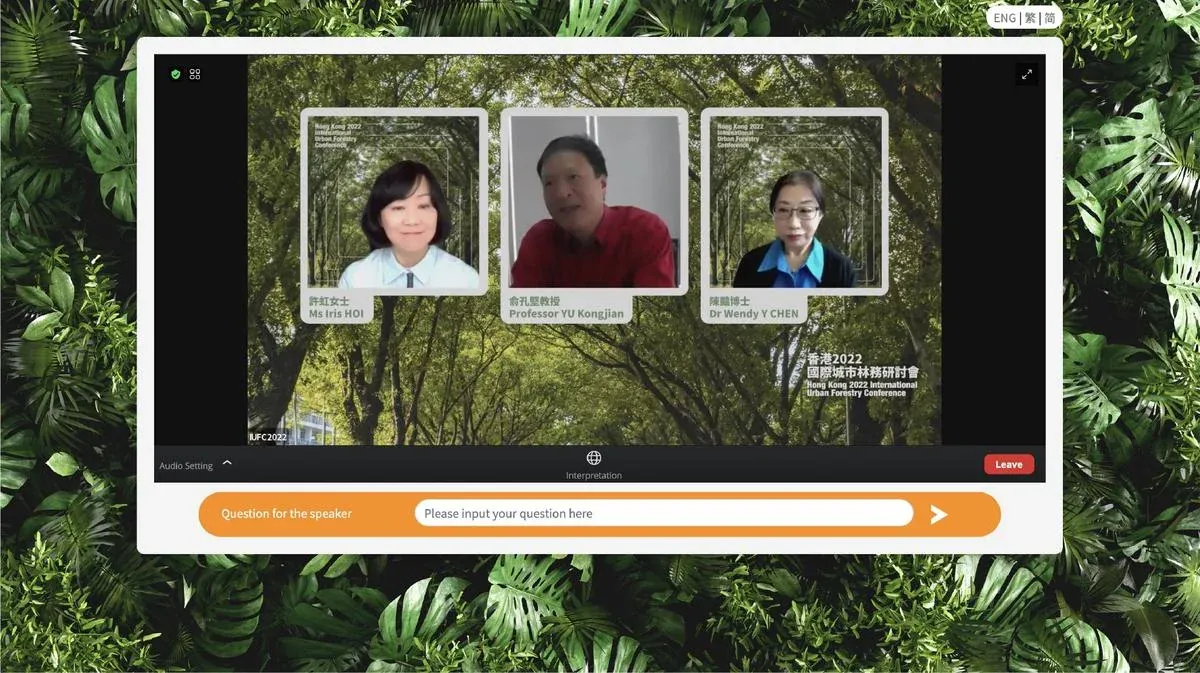 ENG | 繁 | 简
Hong Kong 2022
International
Urban Forestry
Conference
Hong Kong 2022
International
Urban Forestry
Conference
許虹女士
Ms Iris HOI
俞孔堅教授
Professor YU Kongjian
陳豔博士
Dr Wendy Y CHEN
香港2022
國際城市林務研討會
Hong Kong 2022 International
Urban Forestry Conference
IUFC2022
Audio Setting
Interpretation
Leave
Question for the speaker
Please input your question here